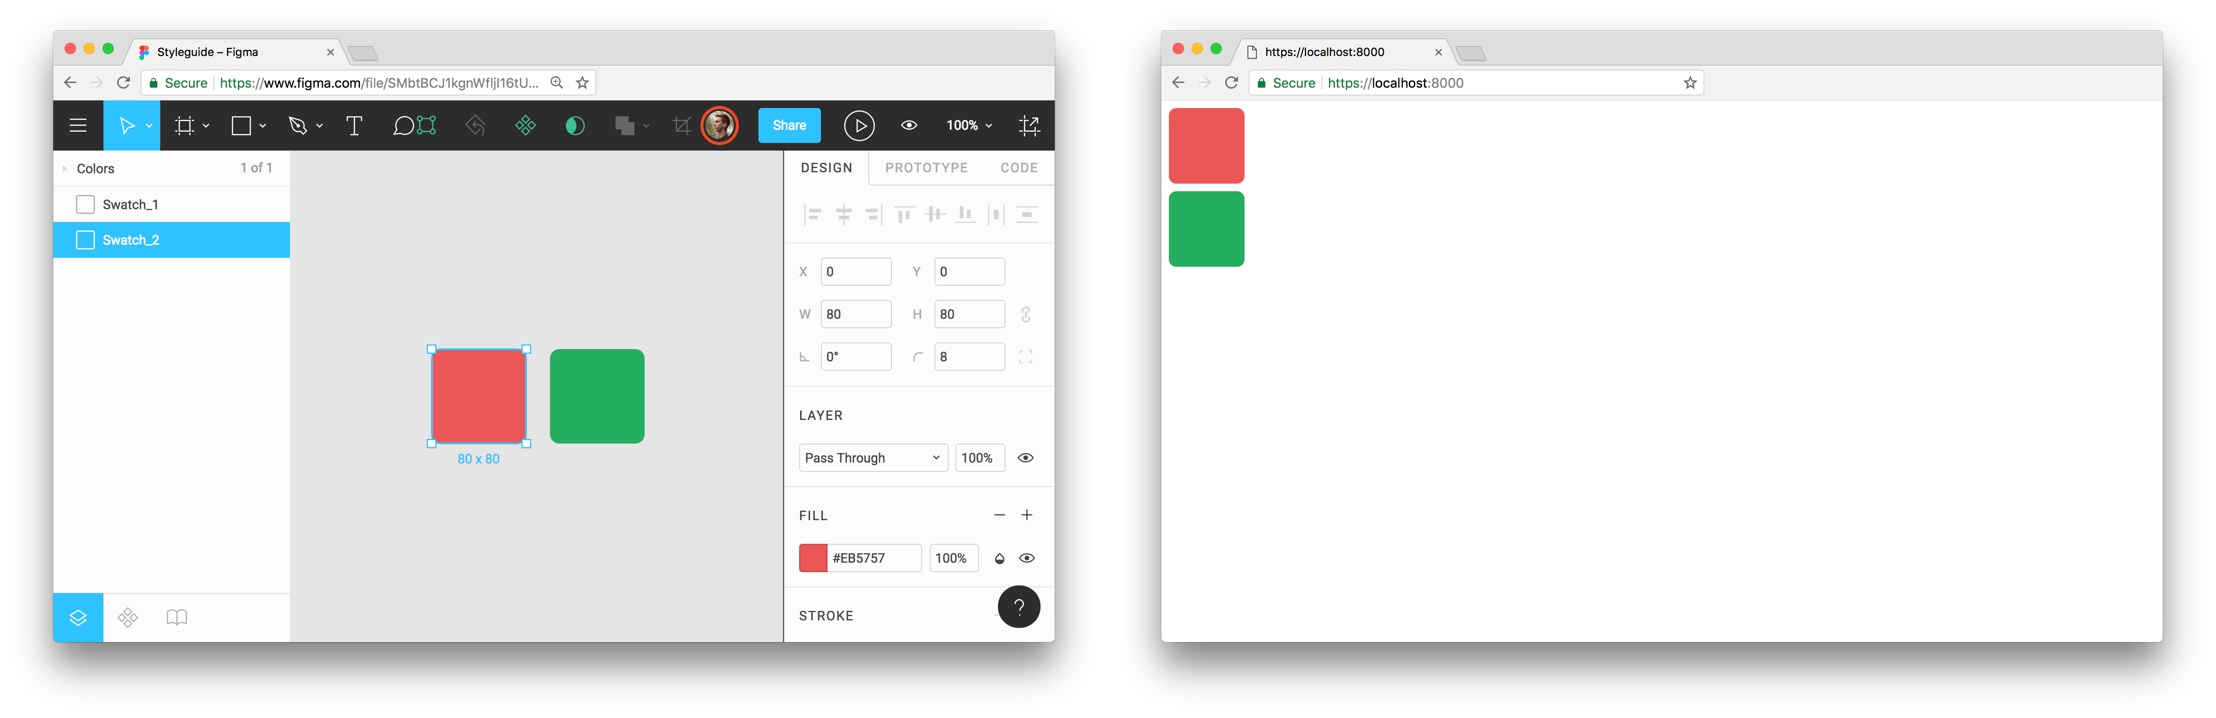 Styleguide – Figma
Secure https://www.figma.com/file/SMbtBCJ1kgnWfljI16tU...
Share
100%
Colors
1 of 1
Swatch_1
Swatch_2
80 x 80
DESIGN PROTOTYPE CODE
X 0 Y 0
W 80 H 80
0° 8
LAYER
Pass Through 100%
FILL
#EB5757 100%
STROKE
?
https://localhost:8000
Secure https://localhost:8000